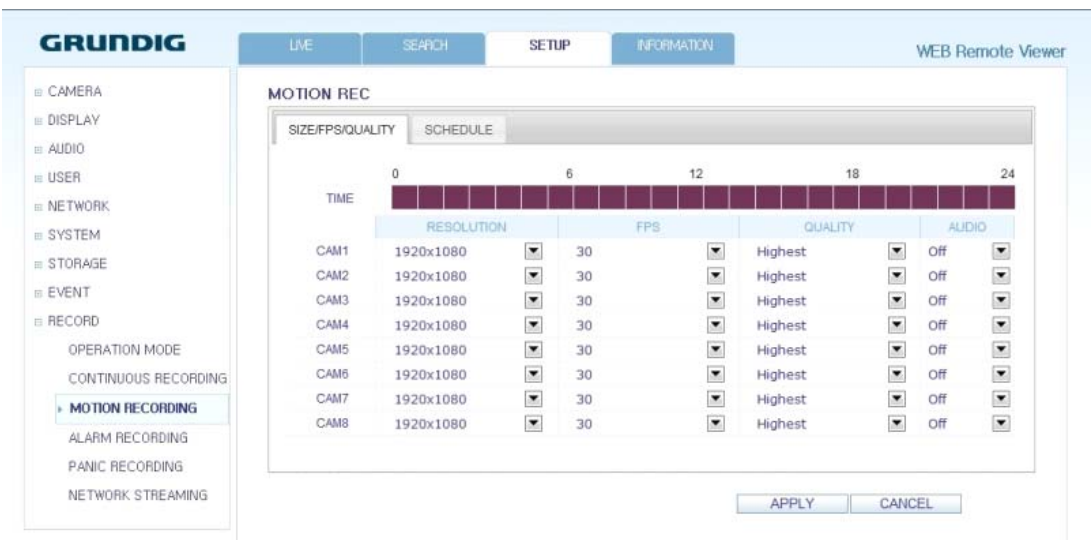 GRUNDIG
LIVE SEARCH SETUP INFORMATION
WEB Remote Viewer
CAMERA
DISPLAY
AUDIO
USER
NETWORK
SYSTEM
STORAGE
EVENT
RECORD
OPERATION MODE
CONTINUOUS RECORDING
MOTION RECORDING
ALARM RECORDING
PANIC RECORDING
NETWORK STREAMING
MOTION REC
SIZE/FPS/QUALITY SCHEDULE
0 6 12 18 24
TIME
RESOLUTION FPS QUALITY AUDIO
CAM1 1920x1080 30 Highest Off
CAM2 1920x1080 30 Highest Off
CAM3 1920x1080 30 Highest Off
CAM4 1920x1080 30 Highest Off
CAM5 1920x1080 30 Highest Off
CAM6 1920x1080 30 Highest Off
CAM7 1920x1080 30 Highest Off
CAM8 1920x1080 30 Highest Off
APPLY CANCEL